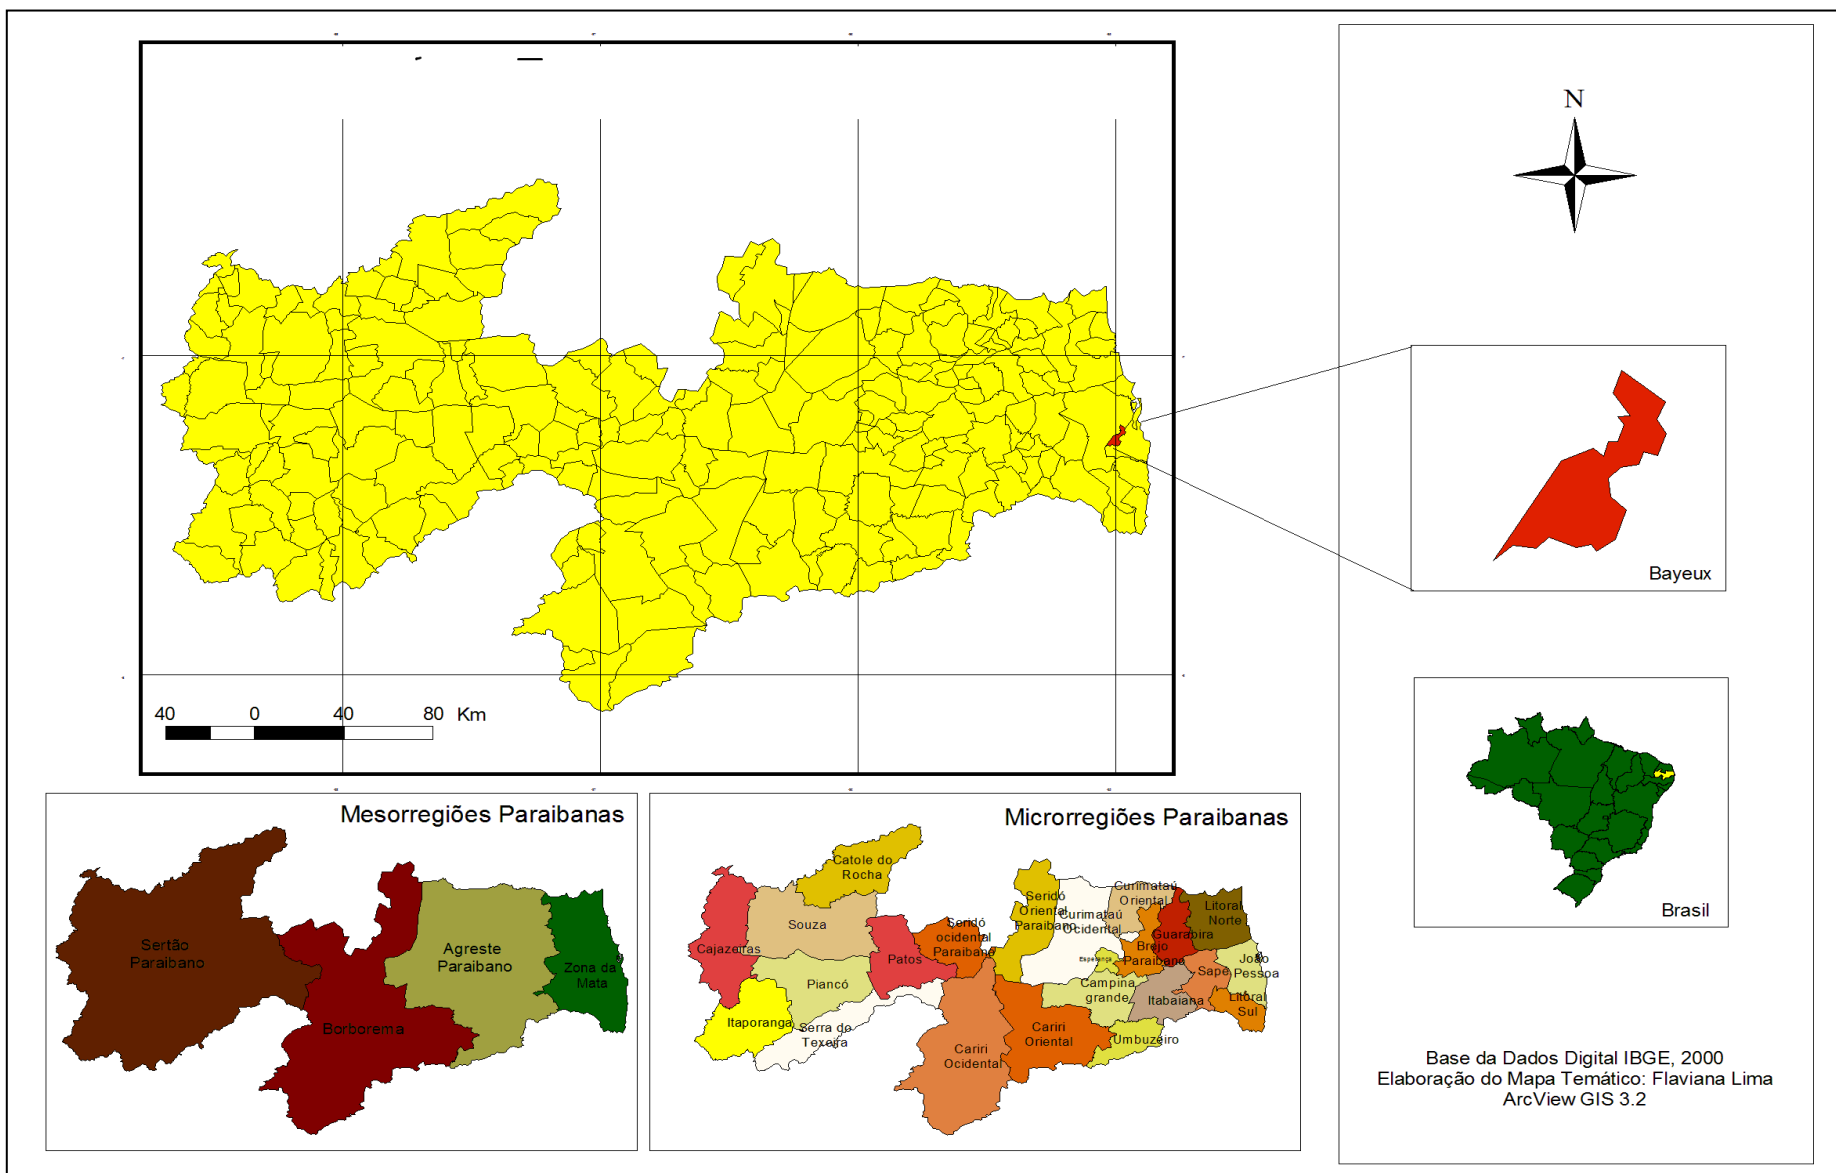 N
40 0 40 80 Km
Bayeux
Brasil
Mesorregiões Paraibanas
Sertão
Paraibano
Borborema
Agreste
Paraibano
Zona da
Mata
Microrregiões Paraibanas
Catole do
Rocha
Souza
Cajazeiras
Patos
Seridó
ocidental
Paraibano
Piancó
Itaporanga
Serra do
Texeira
Seridó
Oriental
Paraibano
Curimataú
Ocidental
Curimataú
Oriental
Guarabira
Litoral
Norte
Esperança
Brejo
Paraibano
Sapé
João
Pessoa
Campina
grande
Itabaiana
Litoral
Sul
Umbuzeiro
Cariri
Oriental
Cariri
Ocidental
Base da Dados Digital IBGE, 2000
Elaboração do Mapa Temático: Flaviana Lima
ArcView GIS 3.2